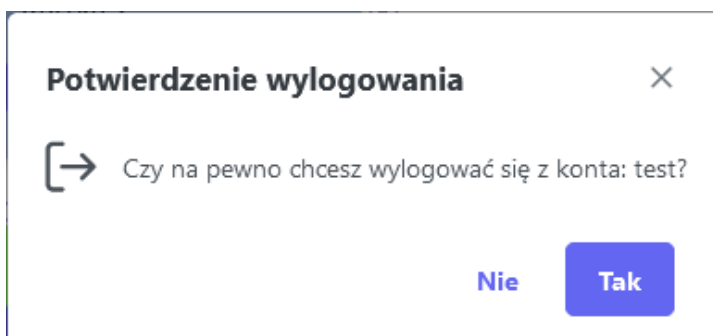 Potwierdzenie wylogowania
Czy na pewno chcesz wylogować się z konta: test?
Nie
Tak